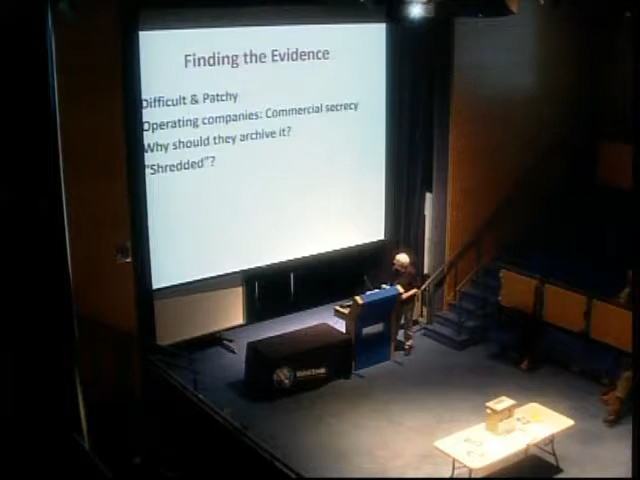 Finding the Evidence
Difficult & Patchy
Operating companies: Commercial secrecy
Why should they archive it?
"Shredded"?